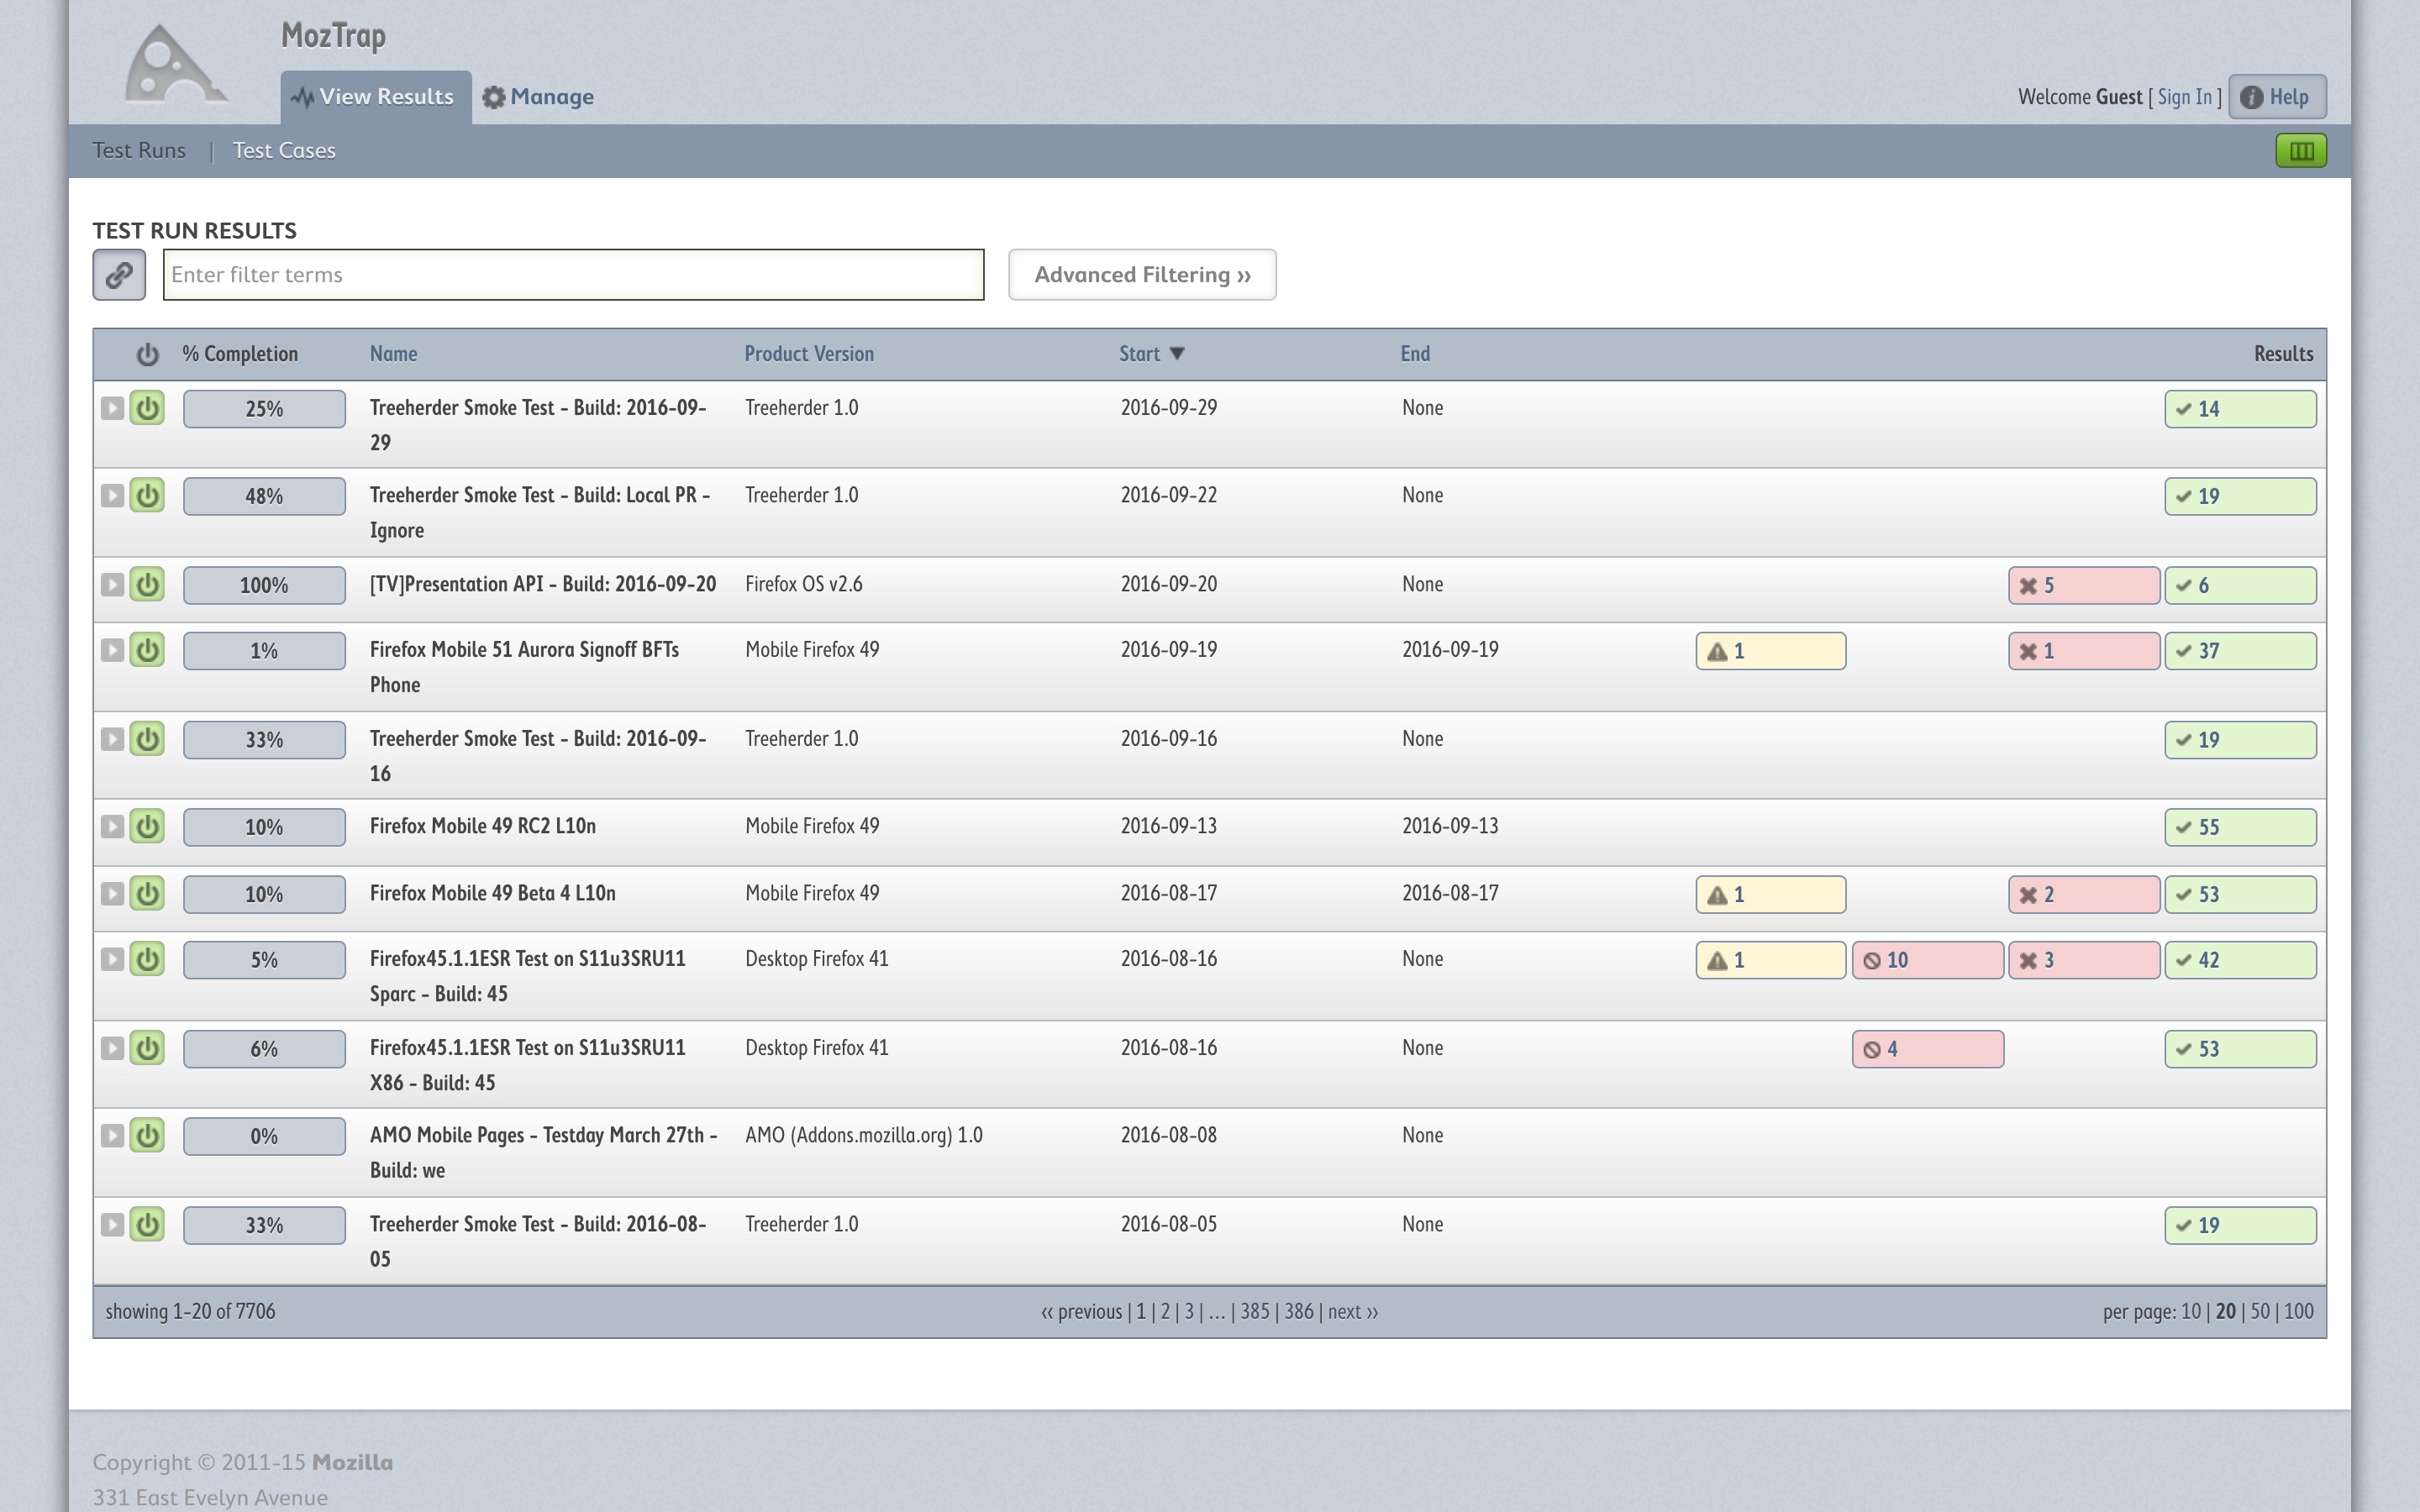 MozTrap
View Results
Manage
Welcome Guest [ Sign In ]
Help
Test Runs | Test Cases
TEST RUN RESULTS
Enter filter terms
Advanced Filtering »
% Completion Name Product Version Start ▼ End Results
25% Treeherder Smoke Test - Build: 2016-09- Treeherder 1.0 2016-09-29 None 14
29
48% Treeherder Smoke Test - Build: Local PR - Treeherder 1.0 2016-09-22 None 19
Ignore
100% [TV]Presentation API - Build: 2016-09-20 Firefox OS v2.6 2016-09-20 None 5 6
1% Firefox Mobile 51 Aurora Signoff BFTs Mobile Firefox 49 2016-09-19 2016-09-19 1 1 37
Phone
33% Treeherder Smoke Test - Build: 2016-09- Treeherder 1.0 2016-09-16 None 19
16
10% Firefox Mobile 49 RC2 L10n Mobile Firefox 49 2016-09-13 2016-09-13 55
10% Firefox Mobile 49 Beta 4 L10n Mobile Firefox 49 2016-08-17 2016-08-17 1 2 53
5% Firefox45.1.1ESR Test on S11u3SRU11 Desktop Firefox 41 2016-08-16 None 1 10 3 42
Sparc - Build: 45
6% Firefox45.1.1ESR Test on S11u3SRU11 Desktop Firefox 41 2016-08-16 None 4 53
X86 - Build: 45
0% AMO Mobile Pages - Testday March 27th - AMO (Addons.mozilla.org) 1.0 2016-08-08 None
Build: we
33% Treeherder Smoke Test - Build: 2016-08- Treeherder 1.0 2016-08-05 None 19
05
showing 1-20 of 7706 « previous | 1 | 2 | 3 | ... | 385 | 386 | next » per page: 10 | 20 | 50 | 100
Copyright © 2011-15 Mozilla
331 East Evelyn Avenue